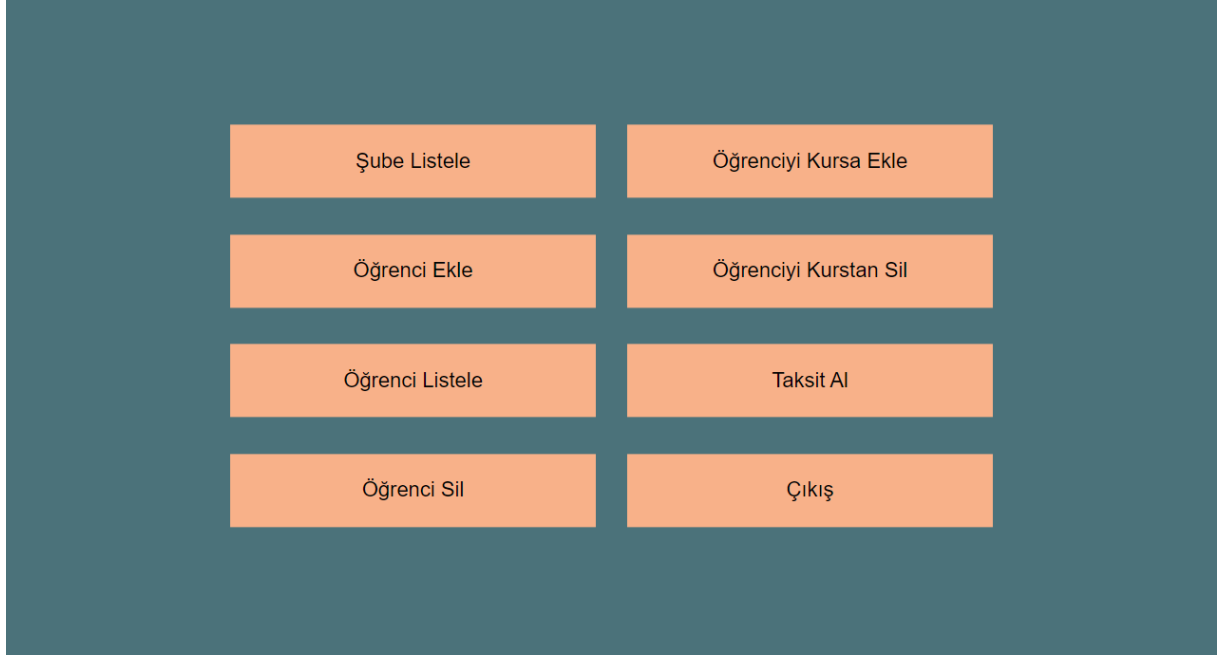 Şube Listele
Öğrenciyi Kursa Ekle
Öğrenci Ekle
Öğrenciyi Kurstan Sil
Öğrenci Listele
Taksit Al
Öğrenci Sil
Çıkış